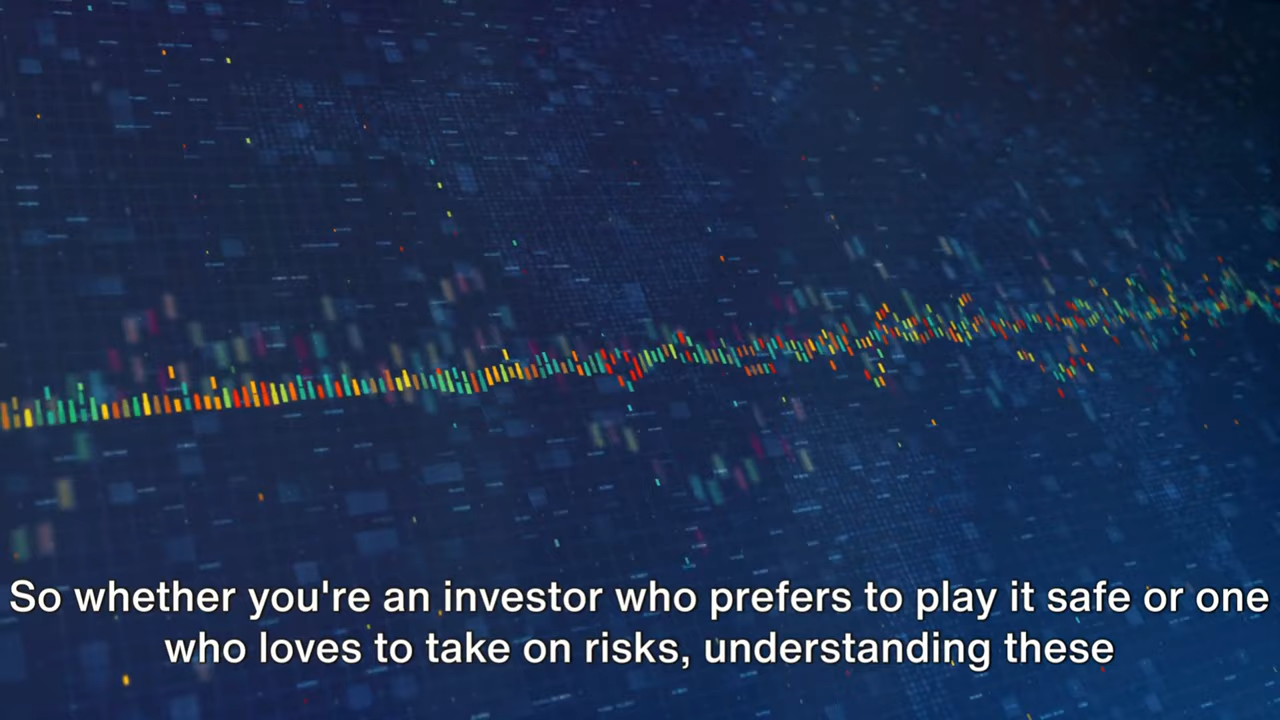 So whether you're an investor who prefers to play it safe or one
who loves to take on risks, understanding these